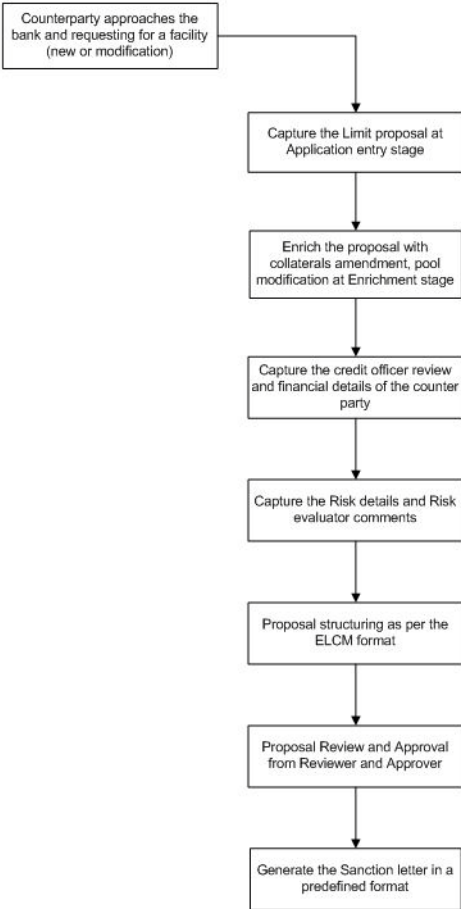 Counterparty approaches the
bank and requesting for a facility
(new or modification)
Capture the Limit proposal at
Application entry stage
Enrich the proposal with
collaterals amendment, pool
modification at Enrichment stage
Capture the credit officer review
and financial details of the counter
party
Capture the Risk details and Risk
evaluator comments
Proposal structuring as per the
ELCM format
Proposal Review and Approval
from Reviewer and Approver
Generate the Sanction letter in a
predefined format